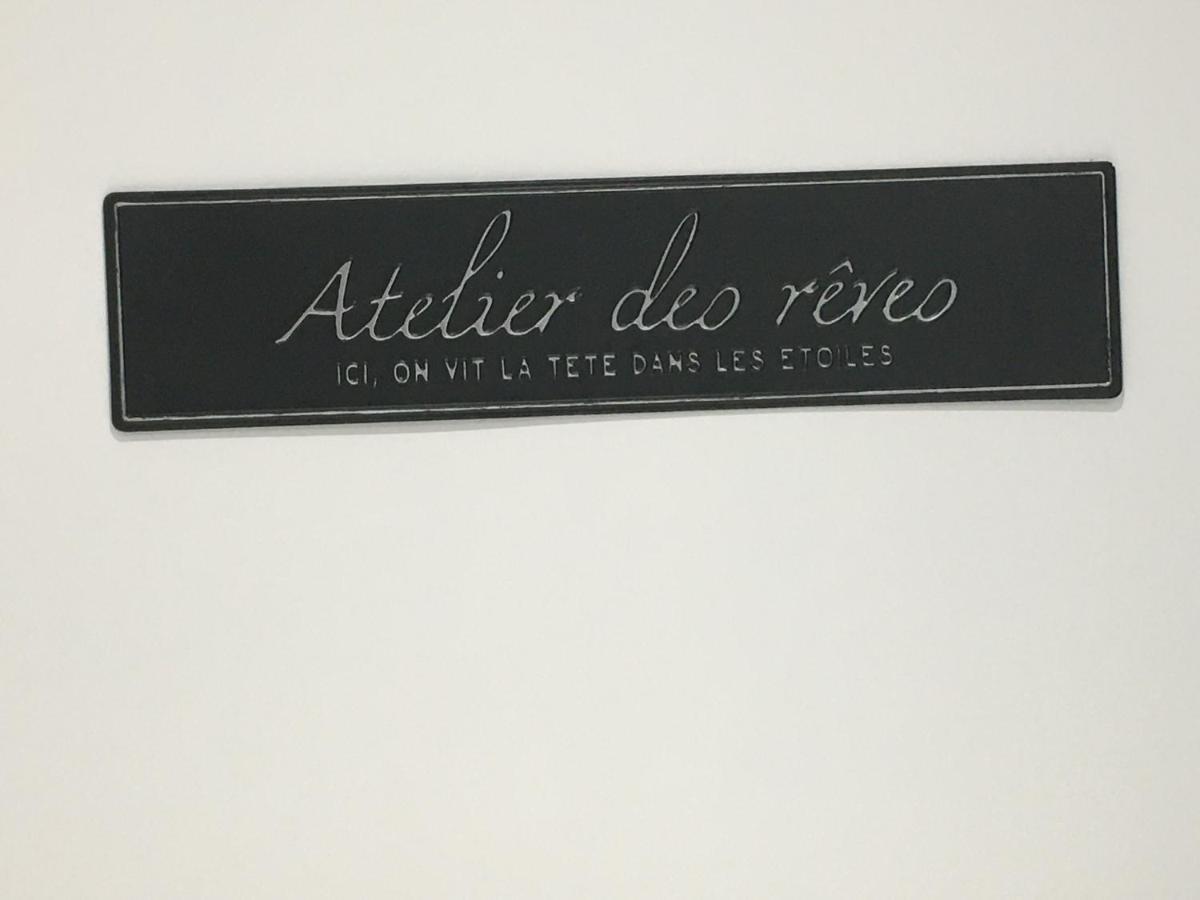 Atelier des rêves
ICI, ON VIT LA TETE DANS LES ETOILES